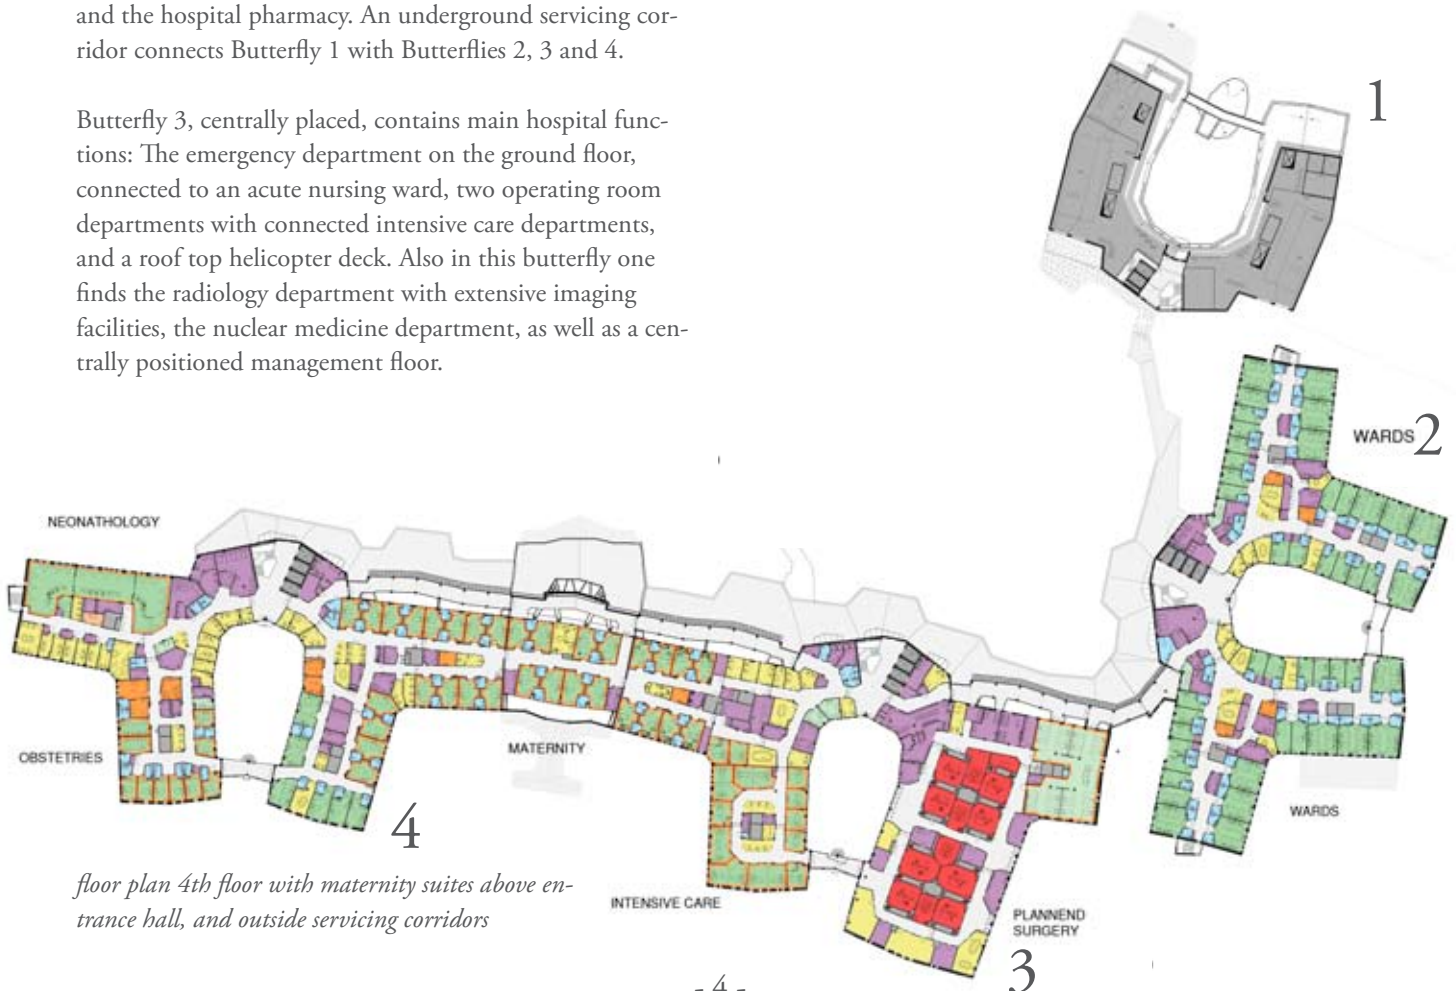 and the hospital pharmacy. An underground servicing cor-
ridor connects Butterfly 1 with Butterflies 2, 3 and 4.
Butterfly 3, centrally placed, contains main hospital func-
tions: The emergency department on the ground floor,
connected to an acute nursing ward, two operating room
departments with connected intensive care departments,
and a roof top helicopter deck. Also in this butterfly one
finds the radiology department with extensive imaging
facilities, the nuclear medicine department, as well as a cen-
trally positioned management floor.
1
WARDS 2
NEONATHOLOGY
OBSTETRIES
MATERNITY
WARDS
4
INTENSIVE CARE
PLANNEND
SURGERY
3
floor plan 4th floor with maternity suites above en-
trance hall, and outside servicing corridors
- 4 -